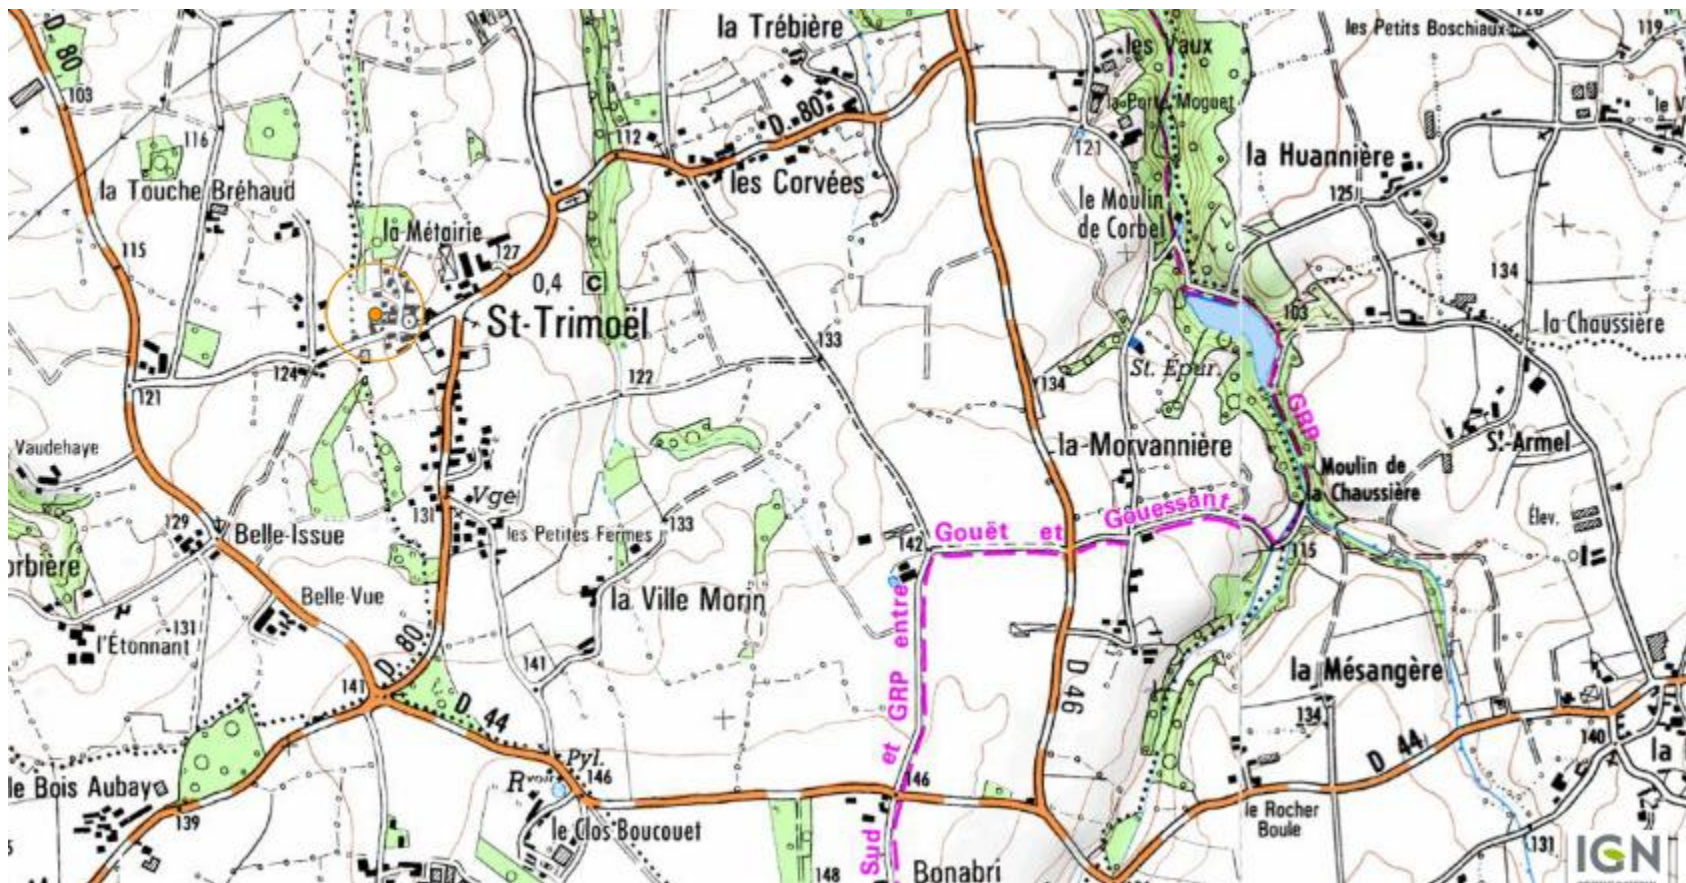 la Trébière
les Vaux
les Petits Boschiaux
119
D. 80
103
la Porte Moguet
116
112
D. 80
121
la Huannière
la Touche Bréhaud
les Corvées
125
le Moulin
de Corbel
la Métairie
115
127
134
0,4
C
St-Trimoël
103
la Chaussière
133
124
122
134
St. Epur.
121
GRP
la Morvannière
St-Armel
Vaudehaye
Moulin de
la Chaussière
Vge
131
129
Belle-Issue
les Petites Fermes
133
142
Gouët et
Gouessant
Élev.
115
Belle-Vue
la Ville Morin
131
l'Étonnant
141
D. 80
141
Sud et GRP entre
D 46
la Mésangère
D 44
134
140
D 44
Pyl.
Rvoir
146
146
le Bois Aubay
139
le Clos Boucouet
le Rocher
Boule
131
148
Bonabri
IGN